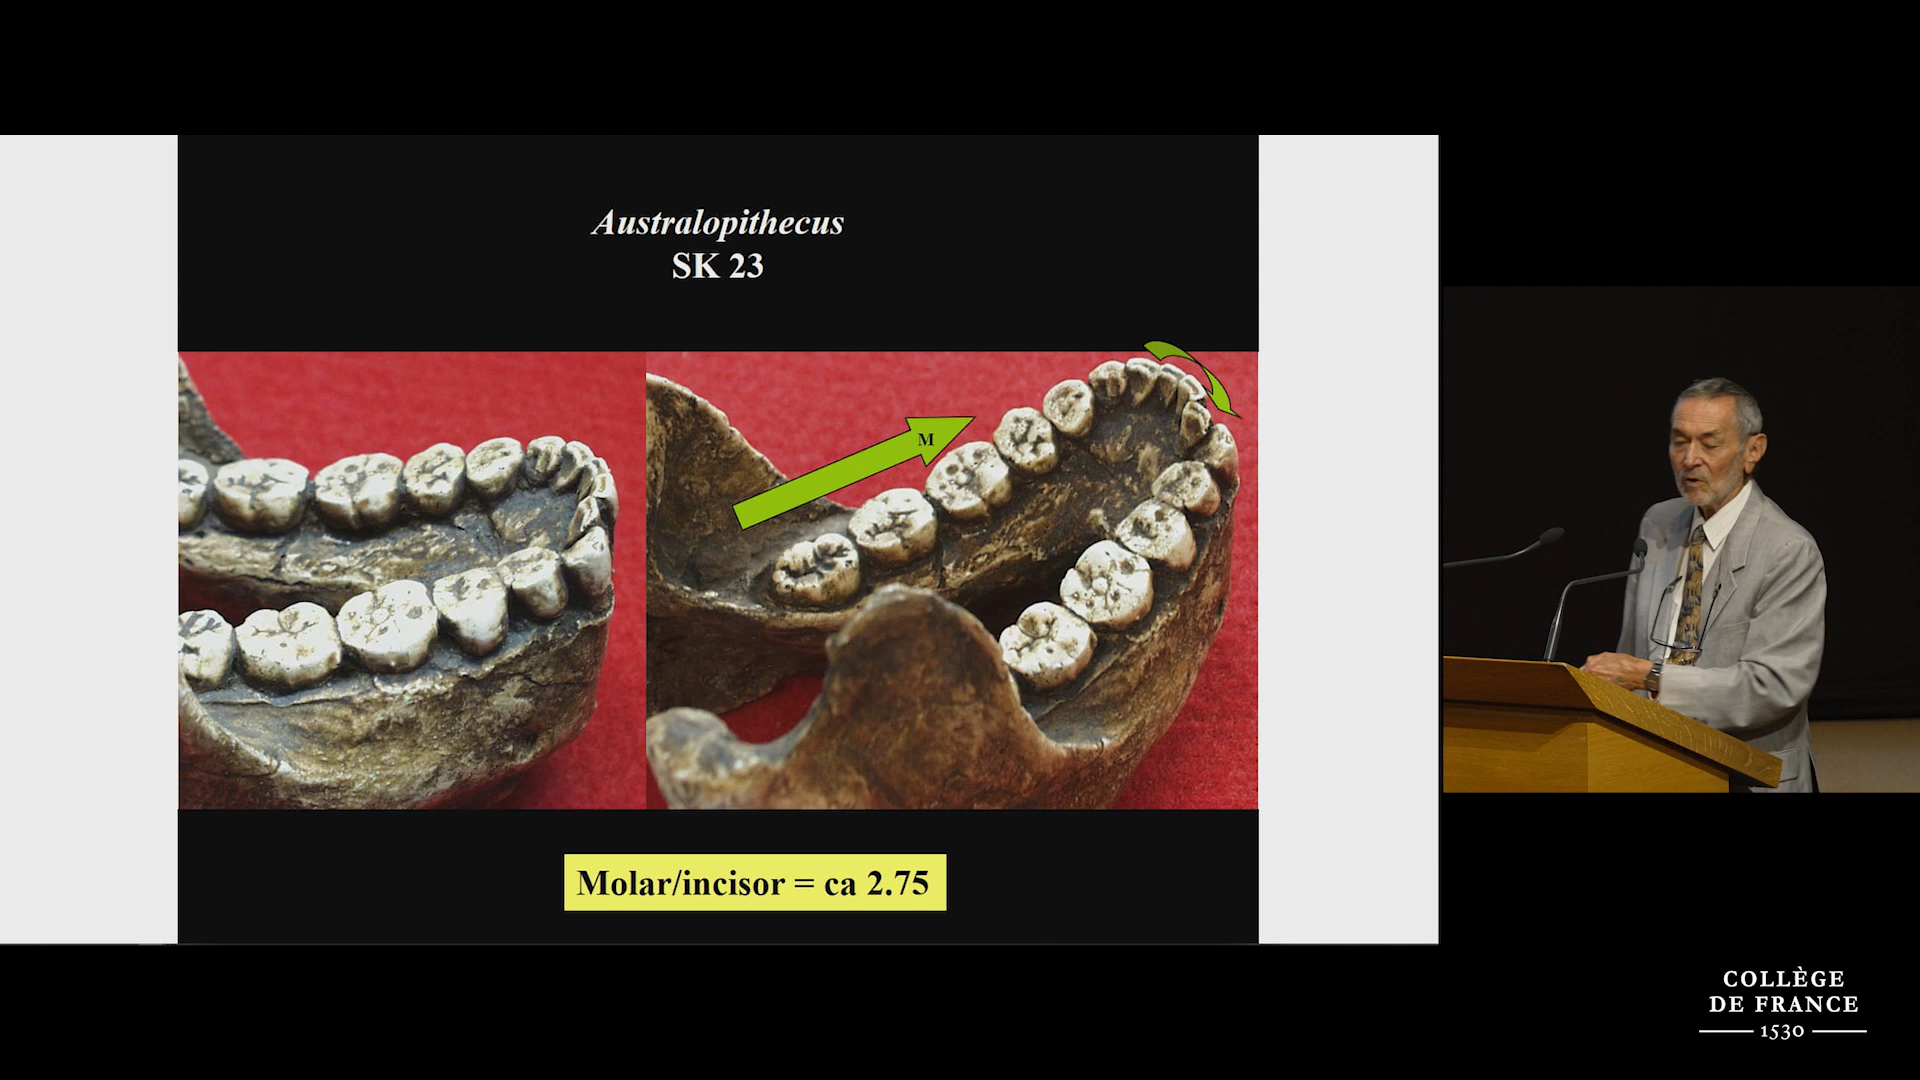 Australopithecus
SK 23
M
Molar/incisor = ca 2.75
COLLÈGE
DE FRANCE
1530